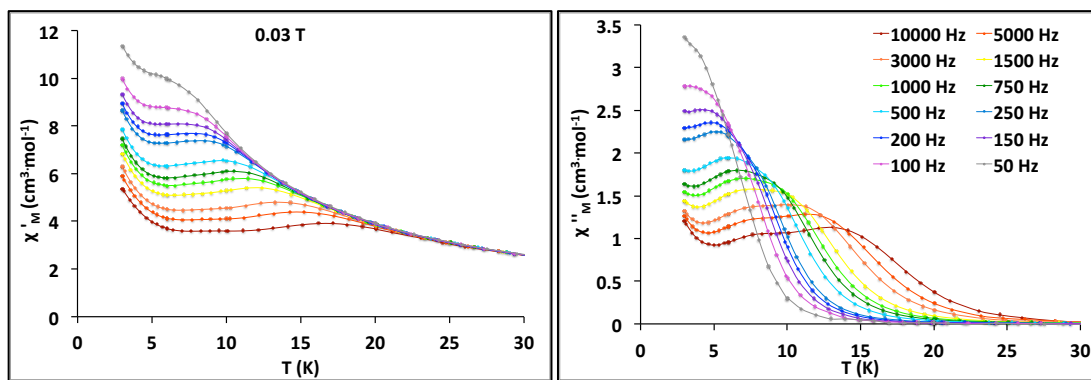 0.03 T
χ'M (cm³·mol⁻¹)
14
12
10
8
6
4
2
0
0 5 10 15 20 25 30
T (K)
χ''M (cm³·mol⁻¹)
3.5
3
2.5
2
1.5
1
0.5
0
0 5 10 15 20 25 30
T (K)
10000 Hz 5000 Hz
3000 Hz 1500 Hz
1000 Hz 750 Hz
500 Hz 250 Hz
200 Hz 150 Hz
100 Hz 50 Hz